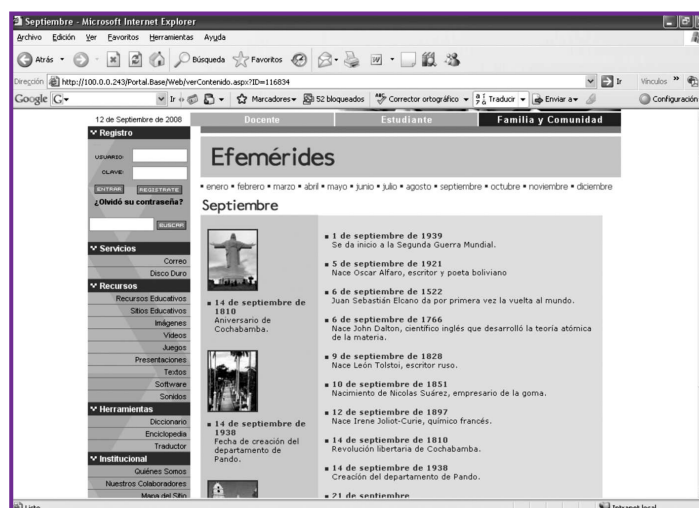 Septiembre - Microsoft Internet Explorer
Archivo Edición Ver Favoritos Herramientas Ayuda
Atrás Búsqueda Favoritos
Dirección http://100.0.0.243/Portal.Base/Web/verContenido.aspx?ID=116834 Ir Vínculos »
Google G Ir Marcadores 52 bloqueados Corrector ortográfico Traducir Enviar a Configuración
12 de Septiembre de 2008 Docente Estudiante Familia y Comunidad
Registro
USUARIO:
CLAVE:
ENTRAR REGISTRATE
¿Olvidó su contraseña?
BUSCAR
Servicios
Correo
Disco Duro
Recursos
Recursos Educativos
Sitios Educativos
Imágenes
Vídeos
Juegos
Presentaciones
Textos
Software
Sonidos
Herramientas
Diccionario
Enciclopedia
Traductor
Institucional
Quiénes Somos
Nuestros Colaboradores
Mapa del Sitio
Efemérides
▪ enero ▪ febrero ▪ marzo ▪ abril ▪ mayo ▪ junio ▪ julio ▪ agosto ▪ septiembre ▪ octubre ▪ noviembre ▪ diciembre
Septiembre
▪ 14 de septiembre de
1810
Aniversario de
Cochabamba.
▪ 14 de septiembre de
1938
Fecha de creación del
departamento de
Pando.
▪ 1 de septiembre de 1939
Se da inicio a la Segunda Guerra Mundial.
▪ 5 de septiembre de 1921
Nace Oscar Alfaro, escritor y poeta boliviano
▪ 6 de septiembre de 1522
Juan Sebastián Elcano da por primera vez la vuelta al mundo.
▪ 6 de septiembre de 1766
Nace John Dalton, científico inglés que desarrolló la teoría atómica
de la materia.
▪ 9 de septiembre de 1828
Nace León Tolstoi, escritor ruso.
▪ 10 de septiembre de 1851
Nacimiento de Nicolas Suárez, empresario de la goma.
▪ 12 de septiembre de 1897
Nace Irene Joliot-Curie, químico francés.
▪ 14 de septiembre de 1810
Revolución libertaria de Cochabamba.
▪ 14 de septiembre de 1938
Creación del departamento de Pando.
▪ 21 de septiembre
Listo Intranet local